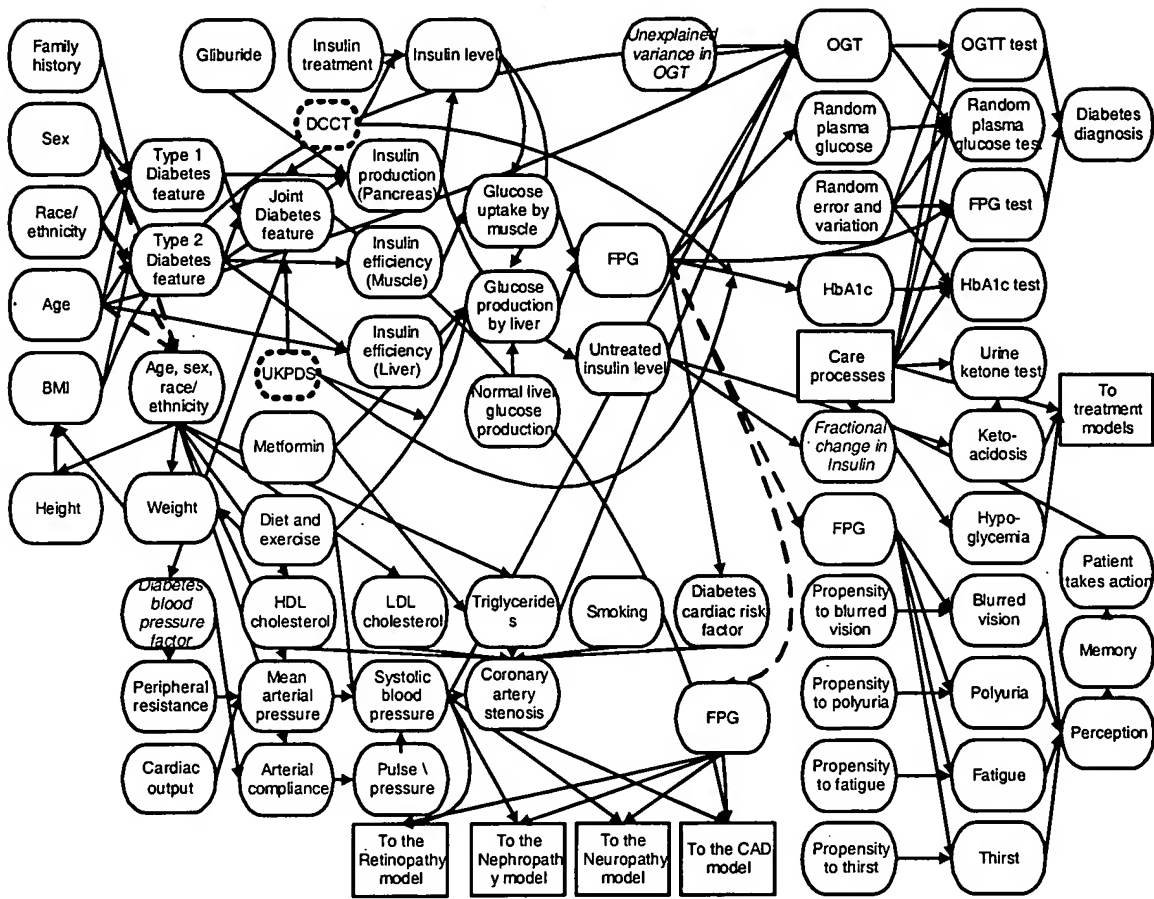 Family
history
Gliburide
Insulin
treatment
Insulin level
Unexplained
variance in
OGT
OGT
OGTT test
DCCT
Sex
Random
plasma
glucose
Random
plasma
glucose test
Diabetes
diagnosis
Type 1
Diabetes
feature
Joint
Diabetes
feature
Insulin
production
(Pancreas)
Glucose
uptake by
muscle
Race/
ethnicity
Random
error and
variation
FPG test
Type 2
Diabetes
feature
Insulin
efficiency
(Muscle)
FPG
Age
Glucose
production
by liver
HbA1c
HbA1c test
Insulin
efficiency
(Liver)
Untreated
insulin level
Care
processes
Urine
ketone test
BMI
Age, sex,
race/
ethnicity
UKPDS
Normal liver
glucose
production
To
treatment
models
Metformin
Fractional
change in
Insulin
Keto-
acidosis
Height
Weight
Diet and
exercise
FPG
Hypo-
glycemia
Patient
takes action
Diabetes
blood
pressure
factor
HDL
cholesterol
LDL
cholesterol
Triglyceride
s
Smoking
Diabetes
cardiac risk
factor
Propensity
to blurred
vision
Blurred
vision
Memory
Peripheral
resistance
Mean
arterial
pressure
Systolic
blood
pressure
Coronary
artery
stenosis
FPG
Propensity
to polyuria
Polyuria
Perception
Cardiac
output
Arterial
compliance
Pulse \
pressure
Propensity
to fatigue
Fatigue
To the
Retinopathy
model
To the
Nephropath
y model
To the
Neuropathy
model
To the CAD
model
Propensity
to thirst
Thirst